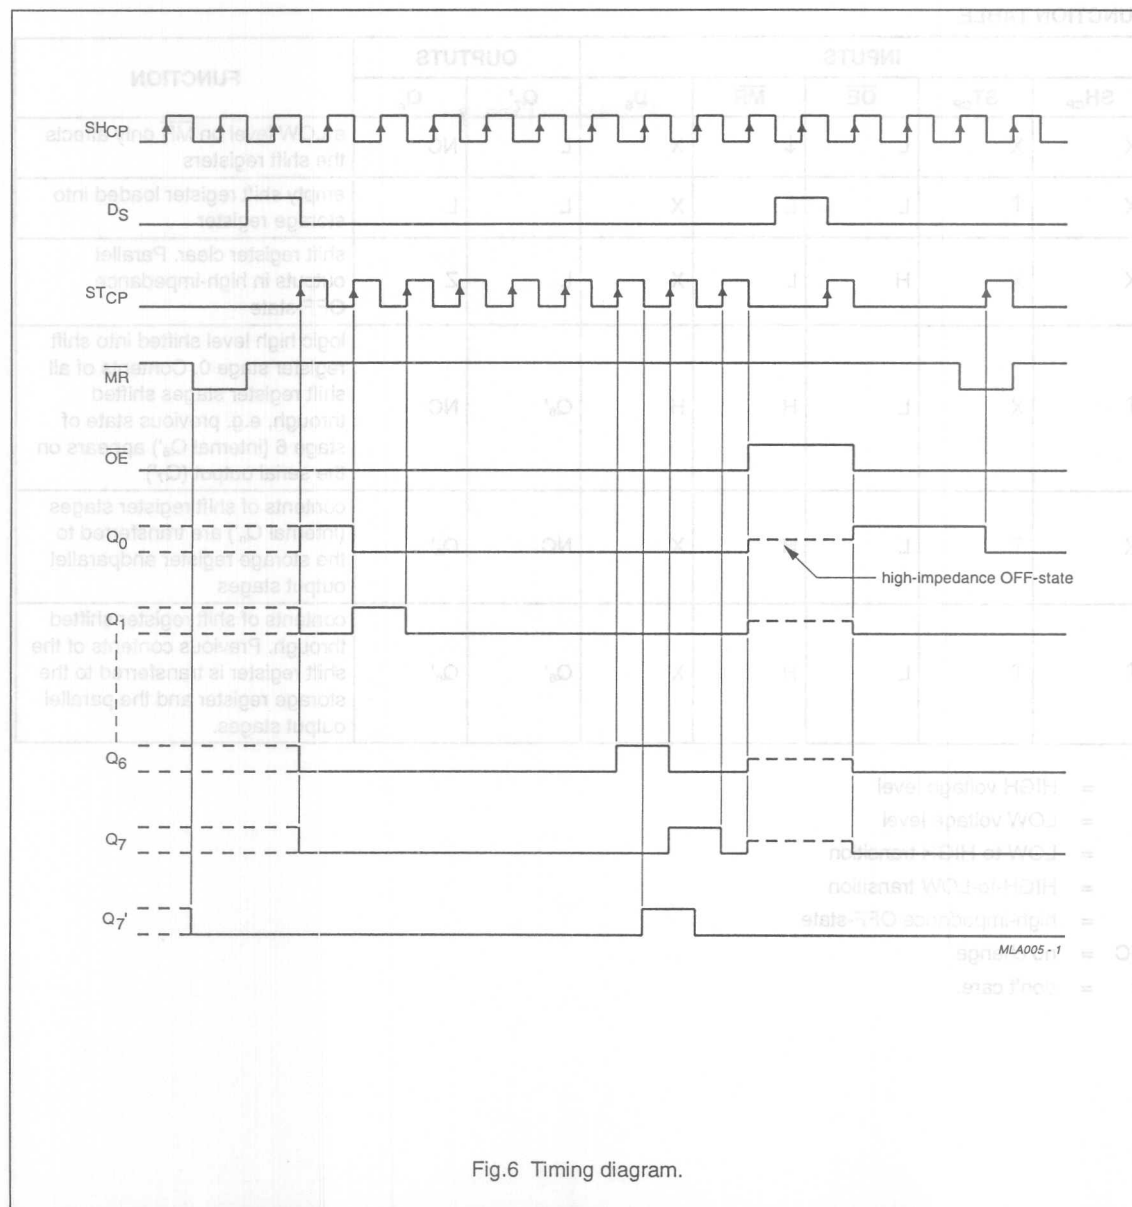 SHCP
DS
STCP
MR
OE
Q0
high-impedance OFF-state
Q1
Q6
Q7
Q7'
MLA005 - 1
Fig.6 Timing diagram.